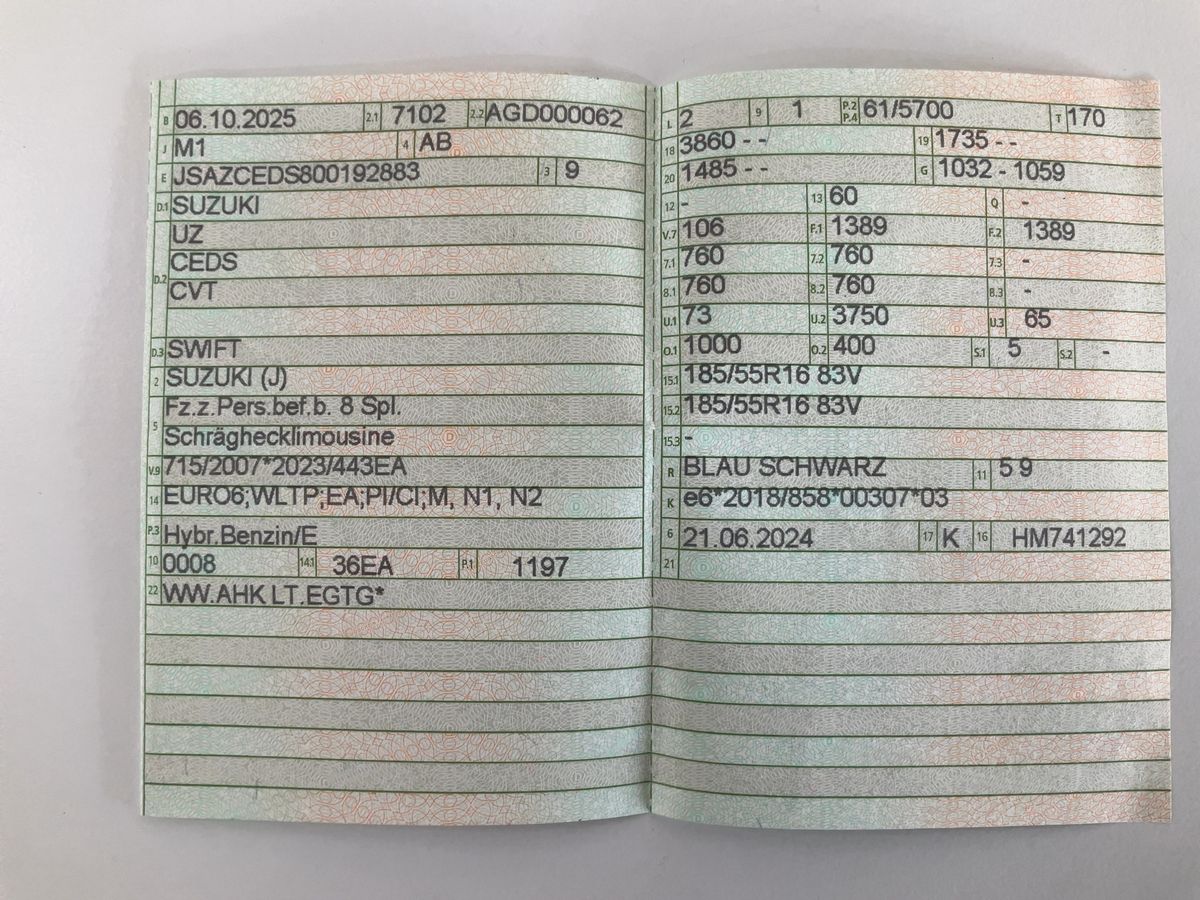 B 06.10.2025 2.1 7102 2.2 AGD000062
J M1 4 AB
E JSAZCEDS800192883 3 9
D.1 SUZUKI
UZ
D.2 CEDS
CVT
D.3 SWIFT
2 SUZUKI (J)
5 Fz.z.Pers.bef.b. 8 Spl.
Schräghecklimousine
V.9 715/2007*2023/443EA
14 EURO6;WLTP;EA;PI/CI;M, N1, N2
P.3 Hybr.Benzin/E
10 0008 14.1 36EA P.1 1197
22 WW.AHK LT.EGTG*
L 2 9 1 P.2 P.4 61/5700 T 170
18 3860 - - 19 1735 - -
20 1485 - - G 1032 - 1059
12 - 13 60 Q -
V.7 106 F.1 1389 F.2 1389
7.1 760 7.2 760 7.3 -
8.1 760 8.2 760 8.3 -
U.1 73 U.2 3750 U.3 65
O.1 1000 O.2 400 S.1 5 S.2 -
15.1 185/55R16 83V
15.2 185/55R16 83V
15.3 -
R BLAU SCHWARZ 11 5 9
K e6*2018/858*00307*03
6 21.06.2024 17 K 16 HM741292
21